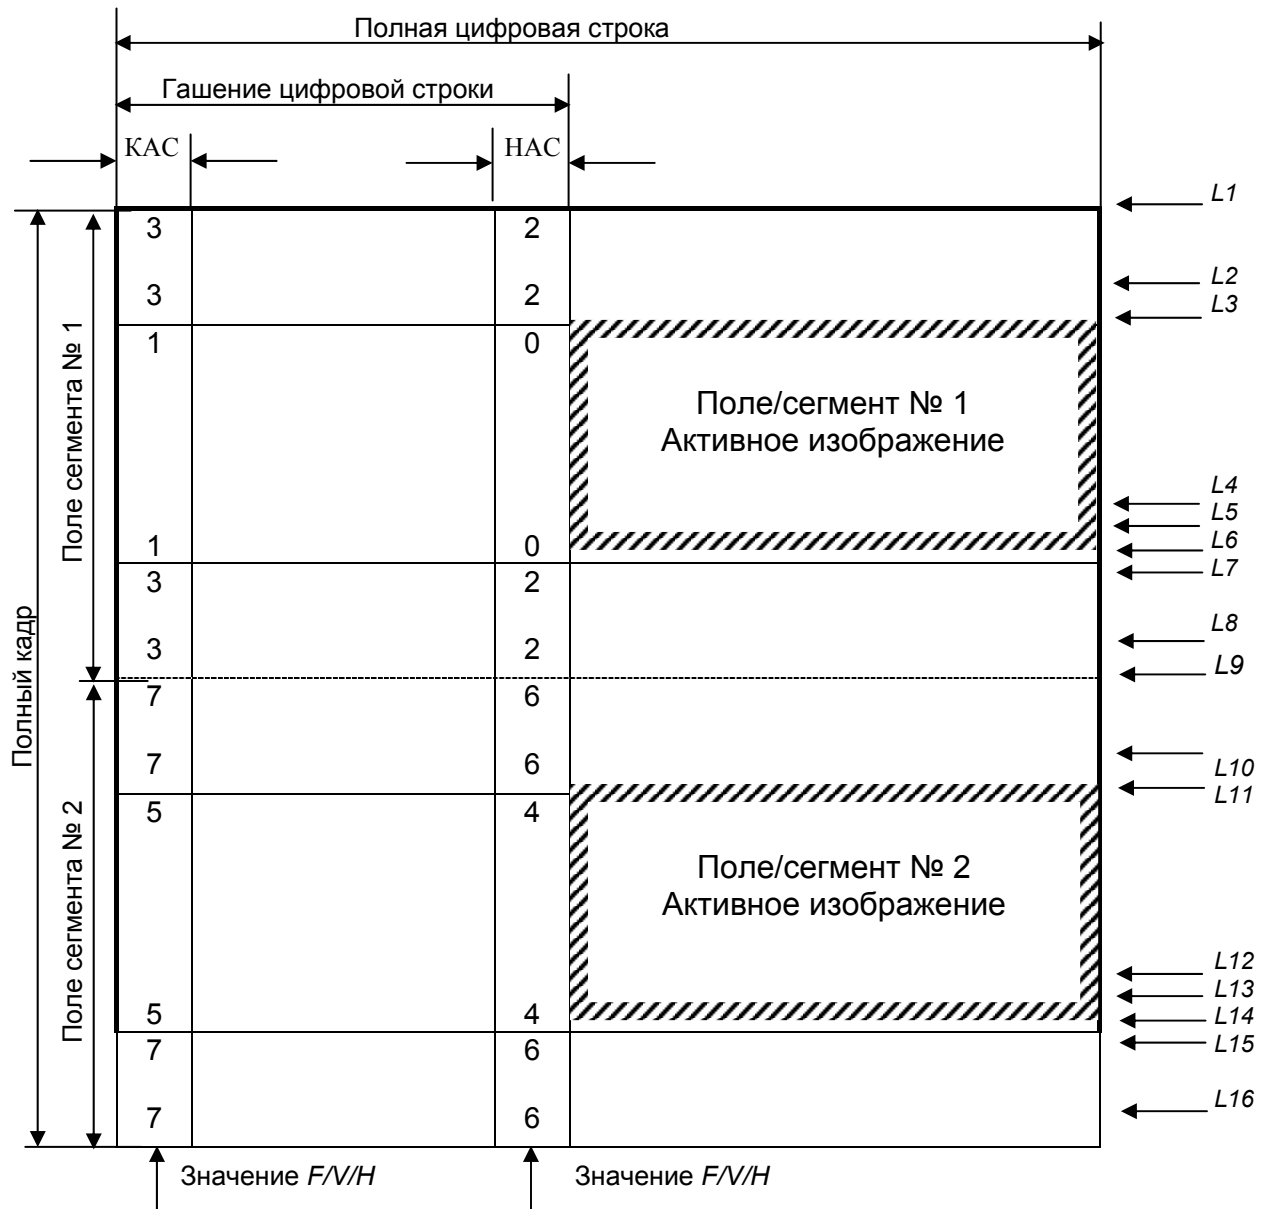 Полная цифровая строка
Гашение цифровой строки
КАС
НАС
L1
3 2
L2
3 2
L3
1 0
Поле/сегмент № 1
Активное изображение
L4
L5
1 0
L6
3 2
L7
L8
3 2
L9
7 6
7 6
L10
L11
5 4
Поле/сегмент № 2
Активное изображение
L12
L13
5 4
L14
7 6
L15
L16
7 6
Полный кадр
Поле сегмента № 1
Поле сегмента № 2
Значение F/V/H
Значение F/V/H